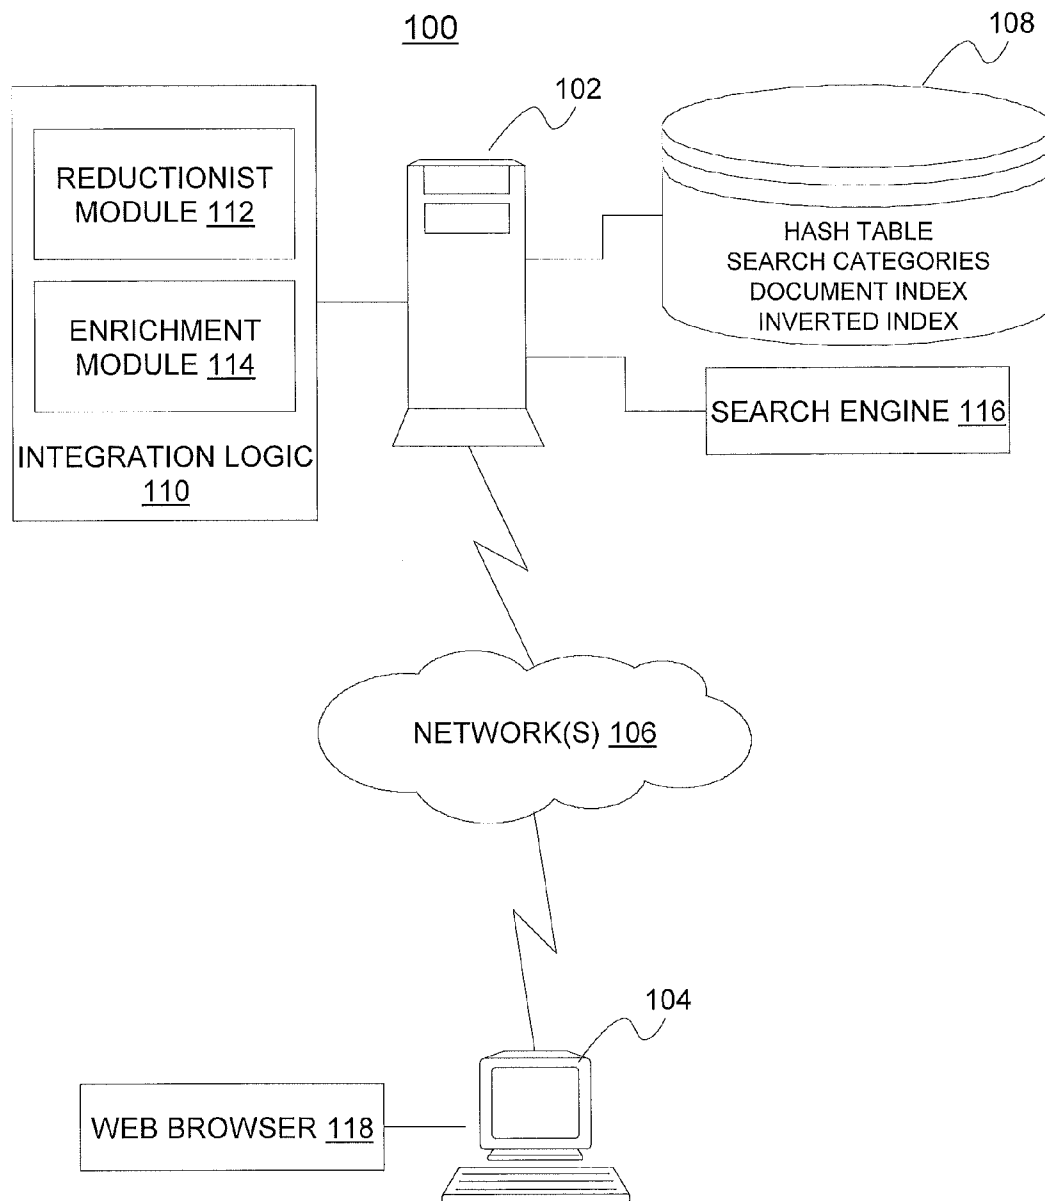 100
108
102
REDUCTIONIST
MODULE 112
HASH TABLE
SEARCH CATEGORIES
DOCUMENT INDEX
INVERTED INDEX
ENRICHMENT
MODULE 114
SEARCH ENGINE 116
INTEGRATION LOGIC
110
NETWORK(S) 106
104
WEB BROWSER 118